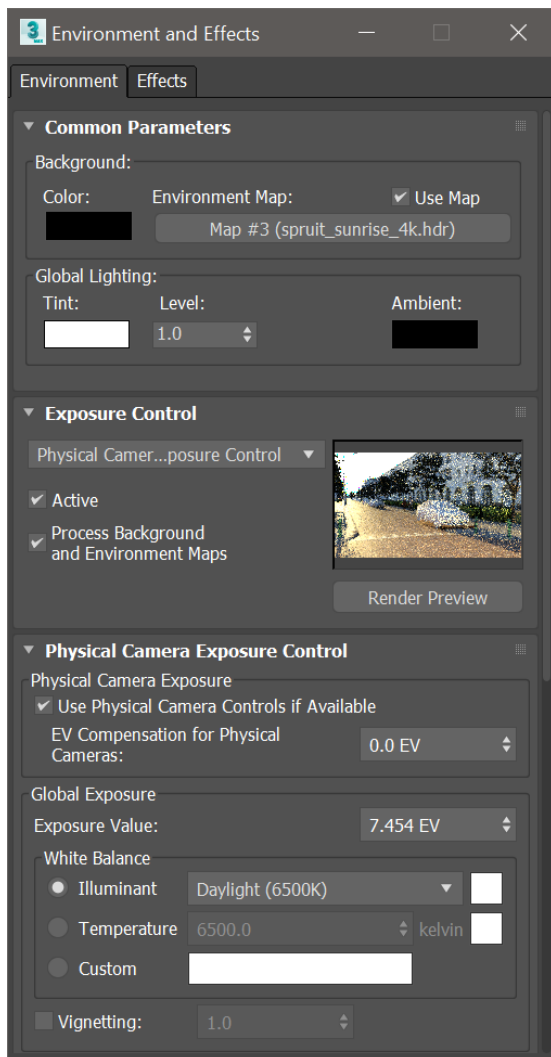 3 Environment and Effects
Environment Effects
Common Parameters
Background:
Color: Environment Map: Use Map
Map #3 (spruit_sunrise_4k.hdr)
Global Lighting:
Tint: Level: Ambient:
1.0
Exposure Control
Physical Camer...posure Control
Active
Process Background
and Environment Maps
Render Preview
Physical Camera Exposure Control
Physical Camera Exposure
Use Physical Camera Controls if Available
EV Compensation for Physical
Cameras:
0.0 EV
Global Exposure
Exposure Value: 7.454 EV
White Balance
Illuminant Daylight (6500K)
Temperature 6500.0 kelvin
Custom
Vignetting: 1.0